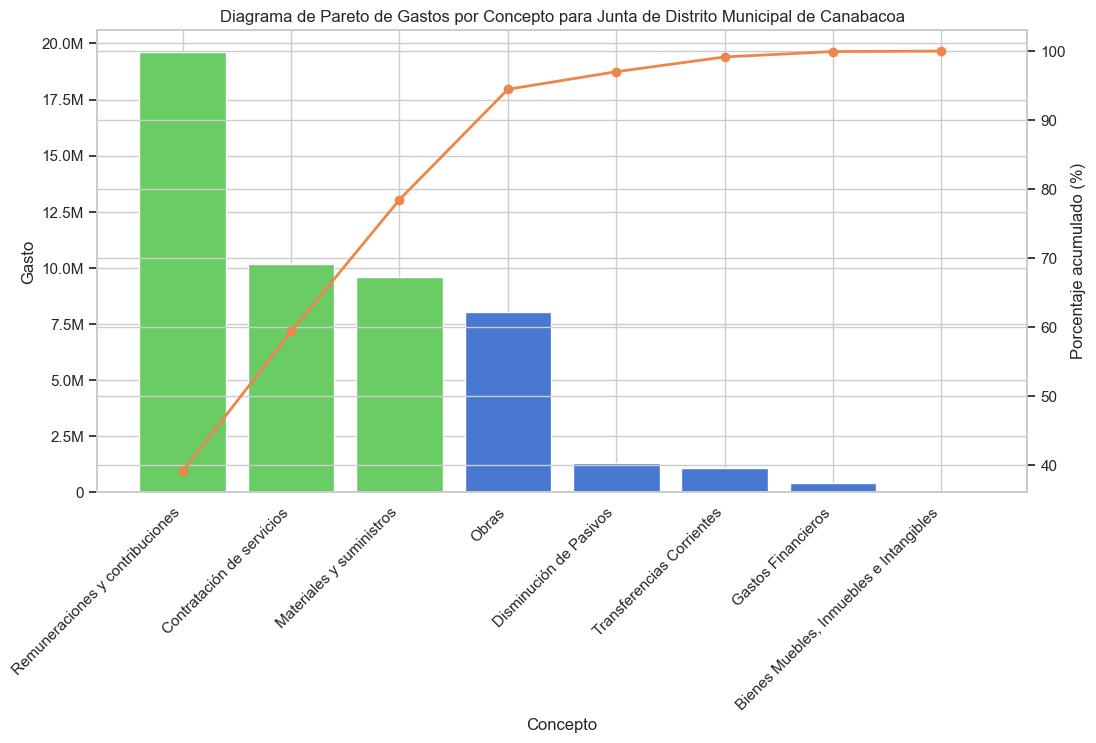 Diagrama de Pareto de Gastos por Concepto para Junta de Distrito Municipal de Canabacoa
20.0M
17.5M
15.0M
12.5M
10.0M
7.5M
5.0M
2.5M
0
Gasto
100
90
80
70
60
50
40
Porcentaje acumulado (%)
Remuneraciones y contribuciones
Contratación de servicios
Materiales y suministros
Obras
Disminución de Pasivos
Transferencias Corrientes
Gastos Financieros
Bienes Muebles, Inmuebles e Intangibles
Concepto